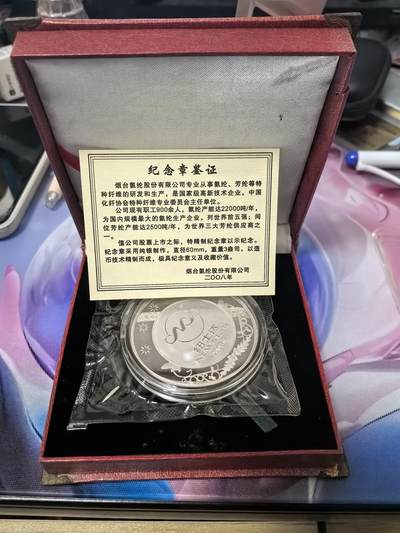 纪念章鉴证
烟台氨纶股份有限公司专业从事氨纶、芳纶等特
种纤维的研发和生产，是国家级高新技术企业，中国
化纤协会特种纤维专业委员会主任单位。
公司现有职工900余人，氨纶产能达22000吨/年，
为国内规模最大的氨纶生产企业，列世界前五强；间
位芳纶产能达2500吨/年，为世界三大芳纶供应商之
一。
值公司股票上市之际，特精制纪念章以示纪念。
纪念章采用纯银制作，直径60mm，重量3盎司，以造
币技术精制而成，极具纪念意义及收藏价值。
烟台氨纶股份有限公司
二〇〇八年